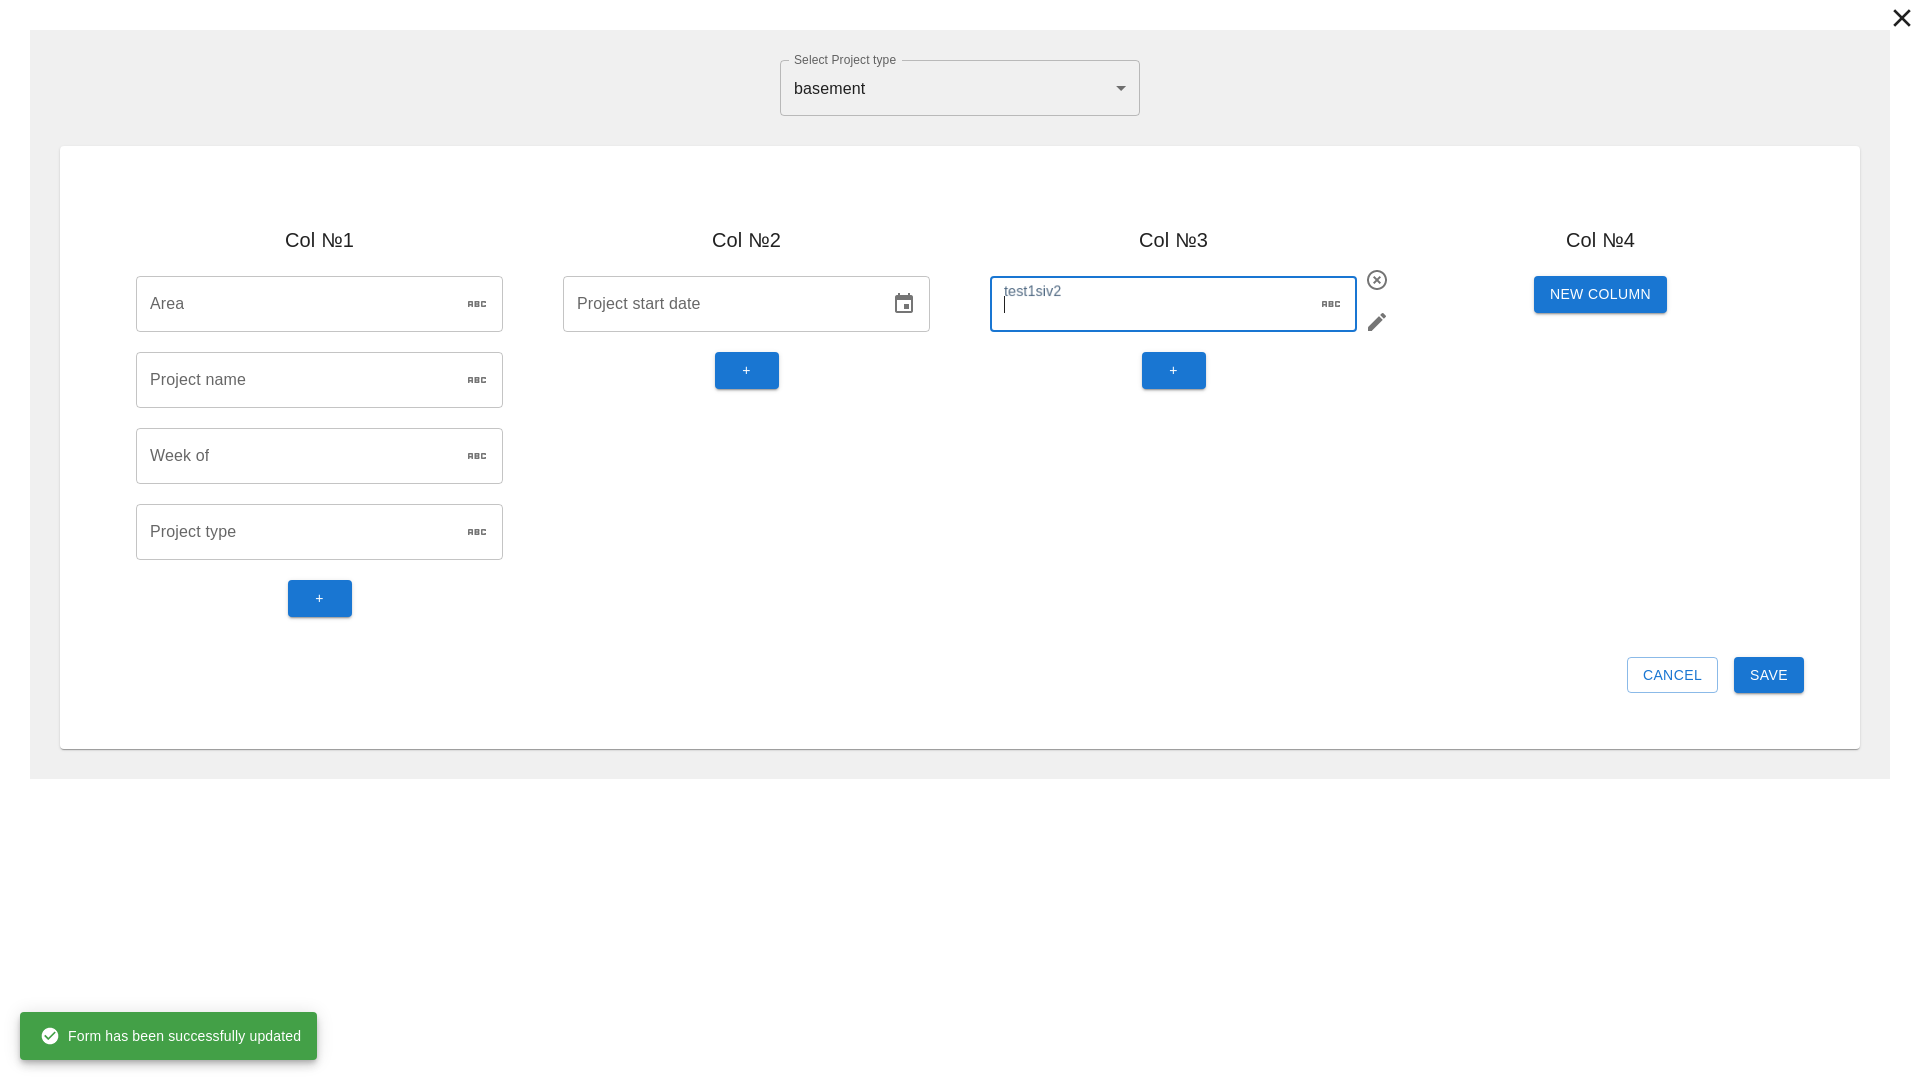 Select Project type
basement
Col №1
Col №2
Col №3
Col №4
Area
ABC
Project start date
test1siv2
ABC
NEW COLUMN
Project name
ABC
+
+
Week of
ABC
Project type
ABC
+
CANCEL
SAVE
Form has been successfully updated